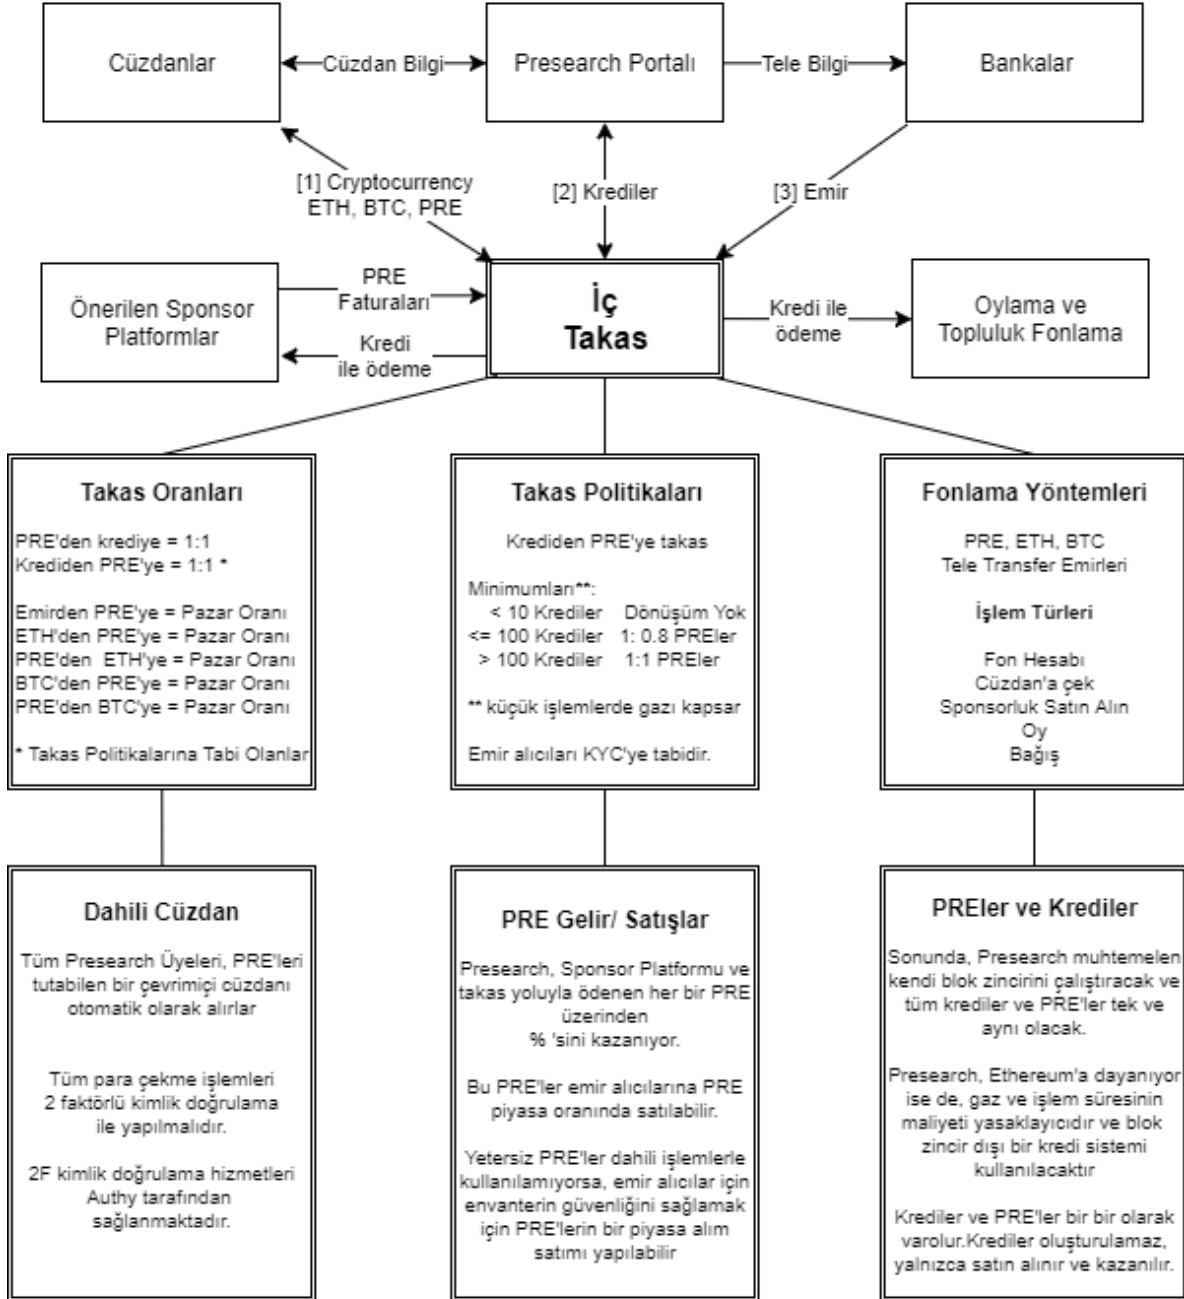 Cüzdanlar
Cüzdan Bilgi
Presearch Portalı
Tele Bilgi
Bankalar
[1] Cryptocurrency
ETH, BTC, PRE
[2] Krediler
[3] Emir
Önerilen Sponsor
Platformlar
PRE
Faturaları
Kredi
ile ödeme
İç
Takas
Kredi ile
ödeme
Oylama ve
Topluluk Fonlama
Takas Oranları
PRE'den krediye = 1:1
Krediden PRE'ye = 1:1 *
Emirden PRE'ye = Pazar Oranı
ETH'den PRE'ye = Pazar Oranı
PRE'den ETH'ye = Pazar Oranı
BTC'den PRE'ye = Pazar Oranı
PRE'den BTC'ye = Pazar Oranı
* Takas Politikalarına Tabi Olanlar
Takas Politikaları
Krediden PRE'ye takas
Minimumları**:
< 10 Krediler Dönüşüm Yok
<= 100 Krediler 1: 0.8 PREler
> 100 Krediler 1:1 PREler
** küçük işlemlerde gazı kapsar
Emir alıcıları KYC'ye tabidir.
Fonlama Yöntemleri
PRE, ETH, BTC
Tele Transfer Emirleri
İşlem Türleri
Fon Hesabı
Cüzdan'a çek
Sponsorluk Satın Alın
Oy
Bağış
Dahili Cüzdan
Tüm Presearch Üyeleri, PRE'leri
tutabilen bir çevrimiçi cüzdanı
otomatik olarak alırlar
Tüm para çekme işlemleri
2 faktörlü kimlik doğrulama
ile yapılmalıdır.
2F kimlik doğrulama hizmetleri
Authy tarafından
sağlanmaktadır.
PRE Gelir/ Satışlar
Presearch, Sponsor Platformu ve
takas yoluyla ödenen her bir PRE
üzerinden
% 'sini kazanıyor.
Bu PRE'ler emir alıcılarına PRE
piyasa oranında satılabilir.
Yetersiz PRE'ler dahili işlemlerle
kullanılamıyorsa, emir alıcılar için
envanterin güvenliğini sağlamak
için PRE'lerin bir piyasa alım
satımı yapılabilir
PREler ve Krediler
Sonunda, Presearch muhtemelen
kendi blok zincirini çalıştıracak ve
tüm krediler ve PRE'ler tek ve
aynı olacak.
Presearch, Ethereum'a dayanıyor
ise de, gaz ve işlem süresinin
maliyeti yasaklayıcıdır ve blok
zincir dışı bir kredi sistemi
kullanılacaktır
Krediler ve PRE'ler bir bir olarak
varolur.Krediler oluşturulamaz,
yalnızca satın alınır ve kazanılır.